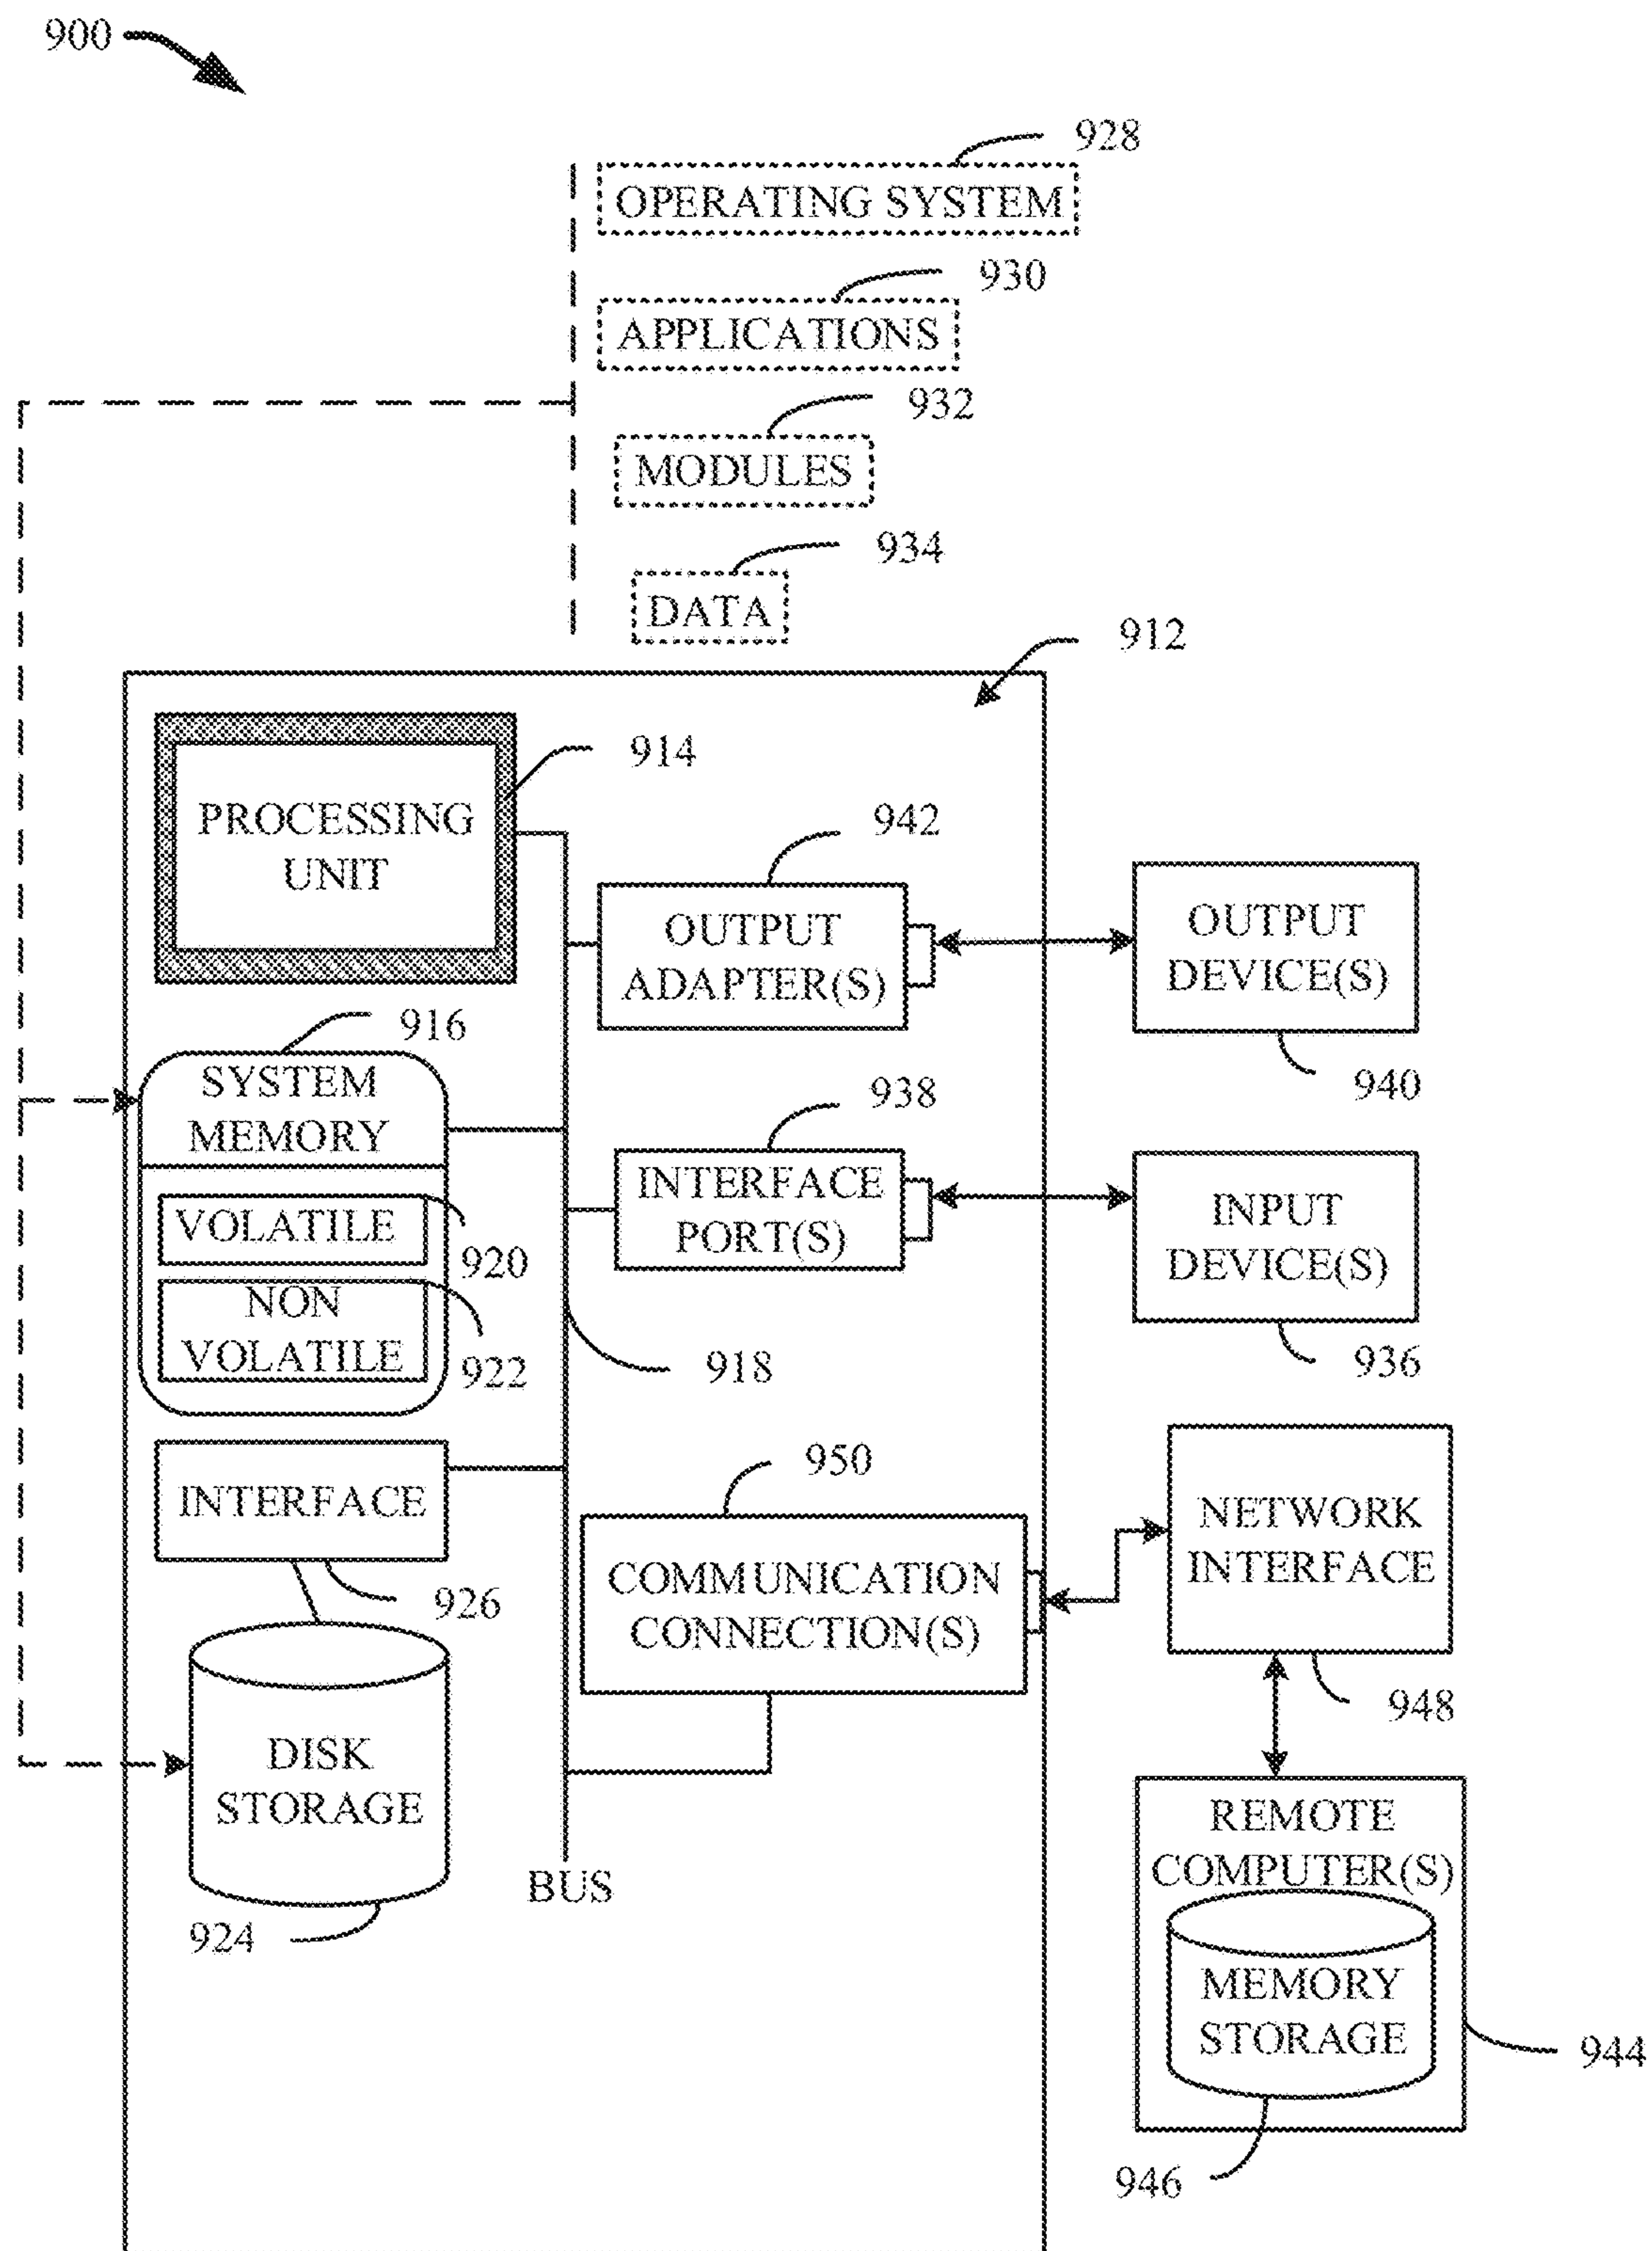 900
928
OPERATING SYSTEM
930
APPLICATIONS
932
MODULES
934
DATA
912
914
PROCESSING
UNIT
942
OUTPUT
ADAPTER(S)
OUTPUT
DEVICE(S)
940
916
SYSTEM
MEMORY
938
INTERFACE
PORT(S)
INPUT
DEVICE(S)
936
VOLATILE
920
NON
VOLATILE
922
918
INTERFACE
926
950
COMMUNICATION
CONNECTION(S)
NETWORK
INTERFACE
948
DISK
STORAGE
924
BUS
REMOTE
COMPUTER(S)
MEMORY
STORAGE
944
946